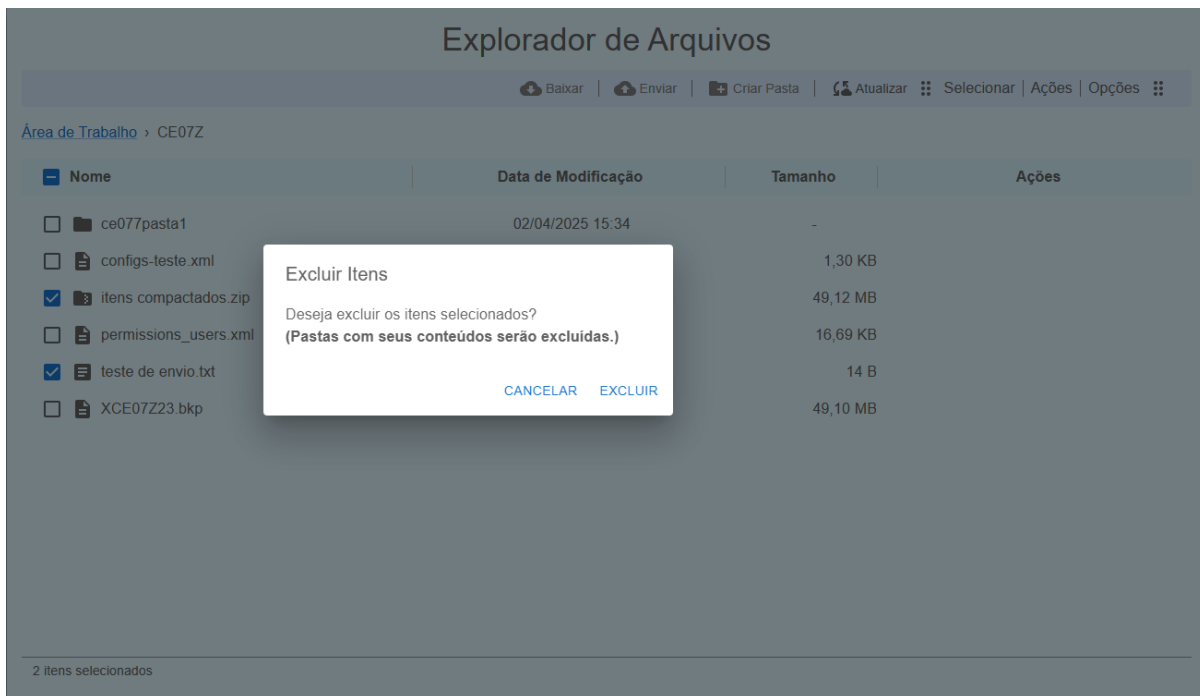 Explorador de Arquivos
Baixar | Enviar | Criar Pasta | Atualizar Selecionar | Ações | Opções
Área de Trabalho › CE07Z
Nome Data de Modificação Tamanho Ações
ce077pasta1 02/04/2025 15:34 -
configs-teste.xml 1,30 KB
Excluir Itens
itens compactados.zip 49,12 MB
Deseja excluir os itens selecionados?
permissions_users.xml 16,69 KB
(Pastas com seus conteúdos serão excluídas.)
teste de envio.txt 14 B
CANCELAR EXCLUIR
XCE07Z23.bkp 49,10 MB
2 itens selecionados